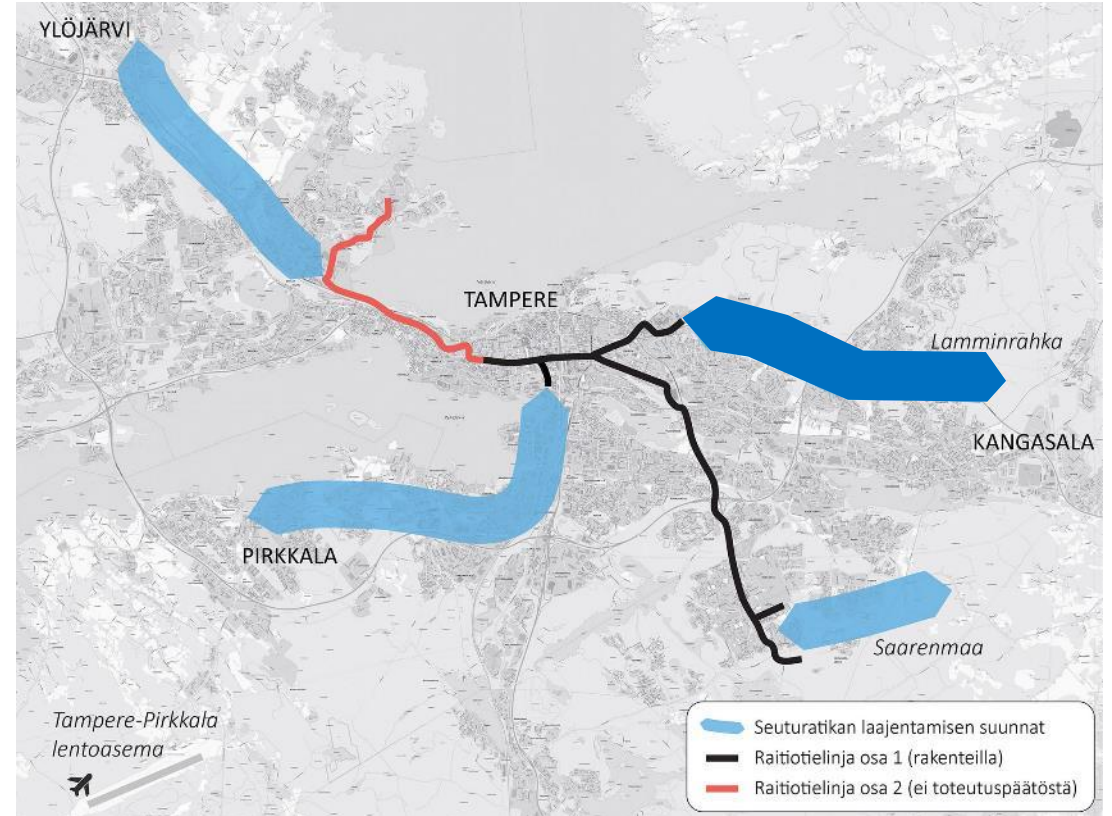 YLÖJÄRVI
TAMPERE
Lamminrahka
KANGASALA
PIRKKALA
Saarenmaa
Tampere-Pirkkala
lentoasema
Seuturatikan laajentamisen suunnat
Raitiotielinja osa 1 (rakenteilla)
Raitiotielinja osa 2 (ei toteutuspäätöstä)